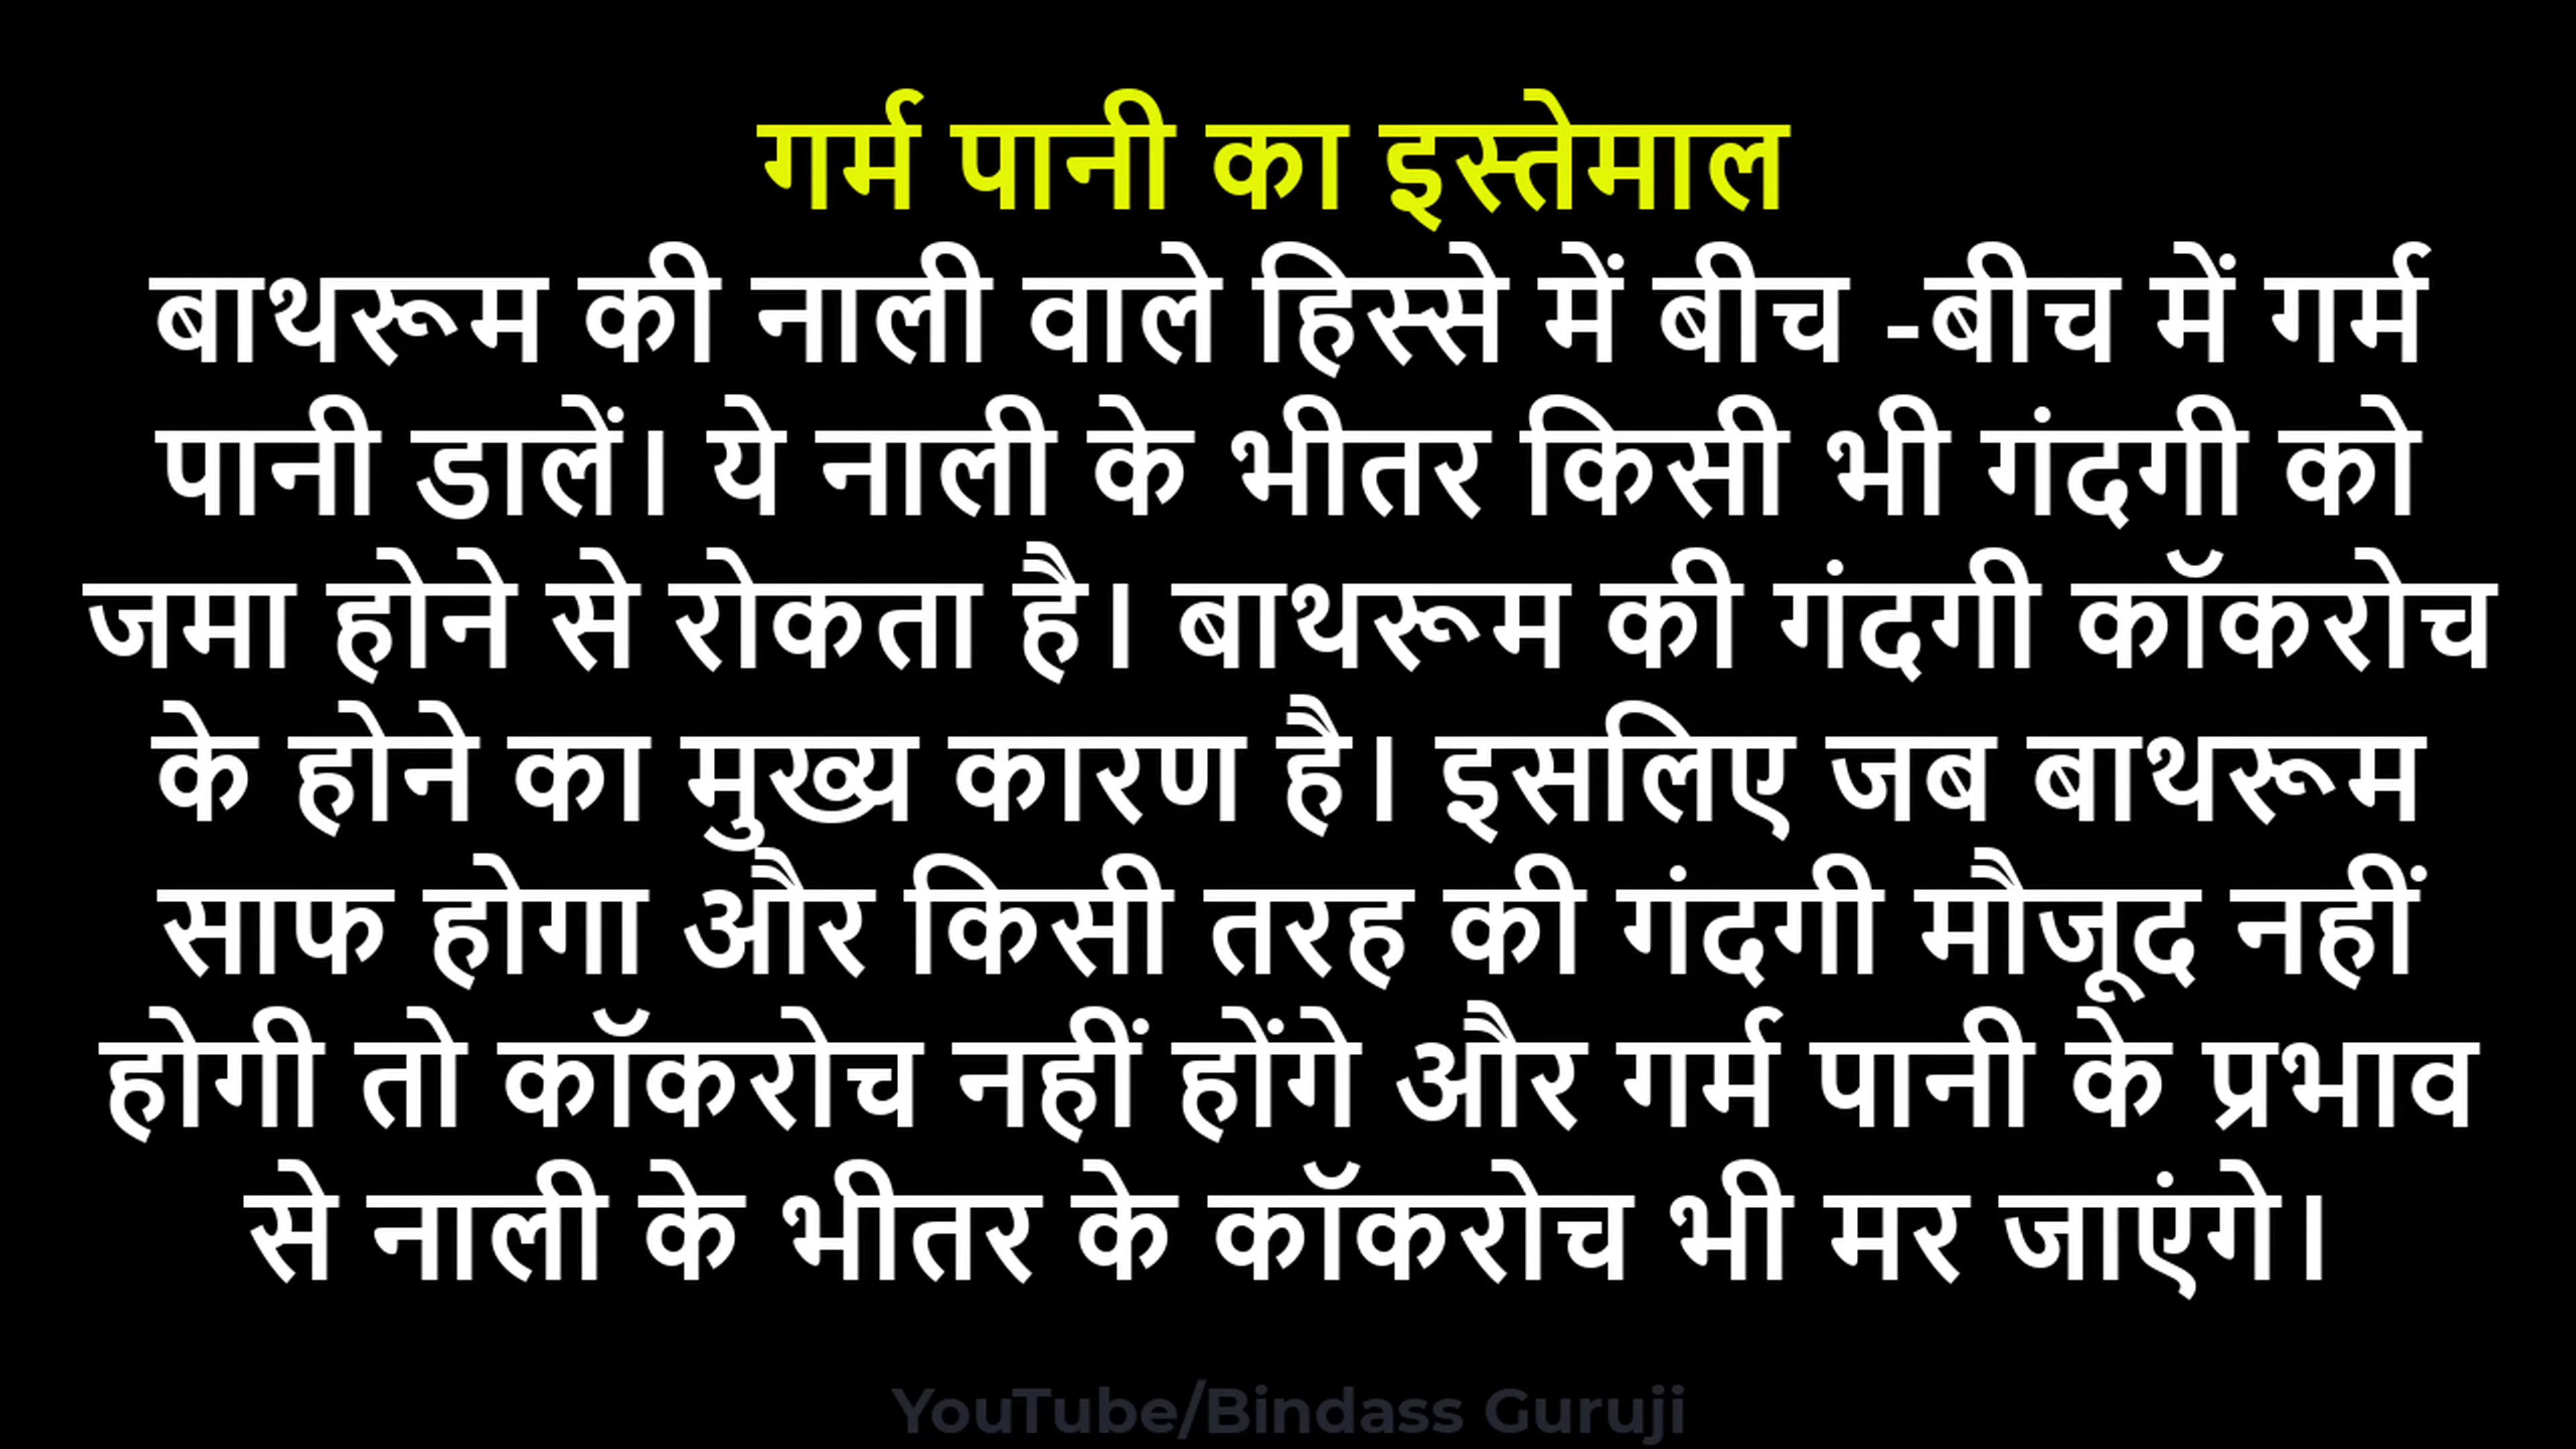 गर्म पानी का इस्तेमाल
बाथरूम की नाली वाले हिस्से में बीच -बीच में गर्म
पानी डालें। ये नाली के भीतर किसी भी गंदगी को
जमा होने से रोकता है। बाथरूम की गंदगी कॉकरोच
के होने का मुख्य कारण है। इसलिए जब बाथरूम
साफ होगा और किसी तरह की गंदगी मौजूद नहीं
होगी तो कॉकरोच नहीं होंगे और गर्म पानी के प्रभाव
से नाली के भीतर के कॉकरोच भी मर जाएंगे।
YouTube/Bindass Guruji